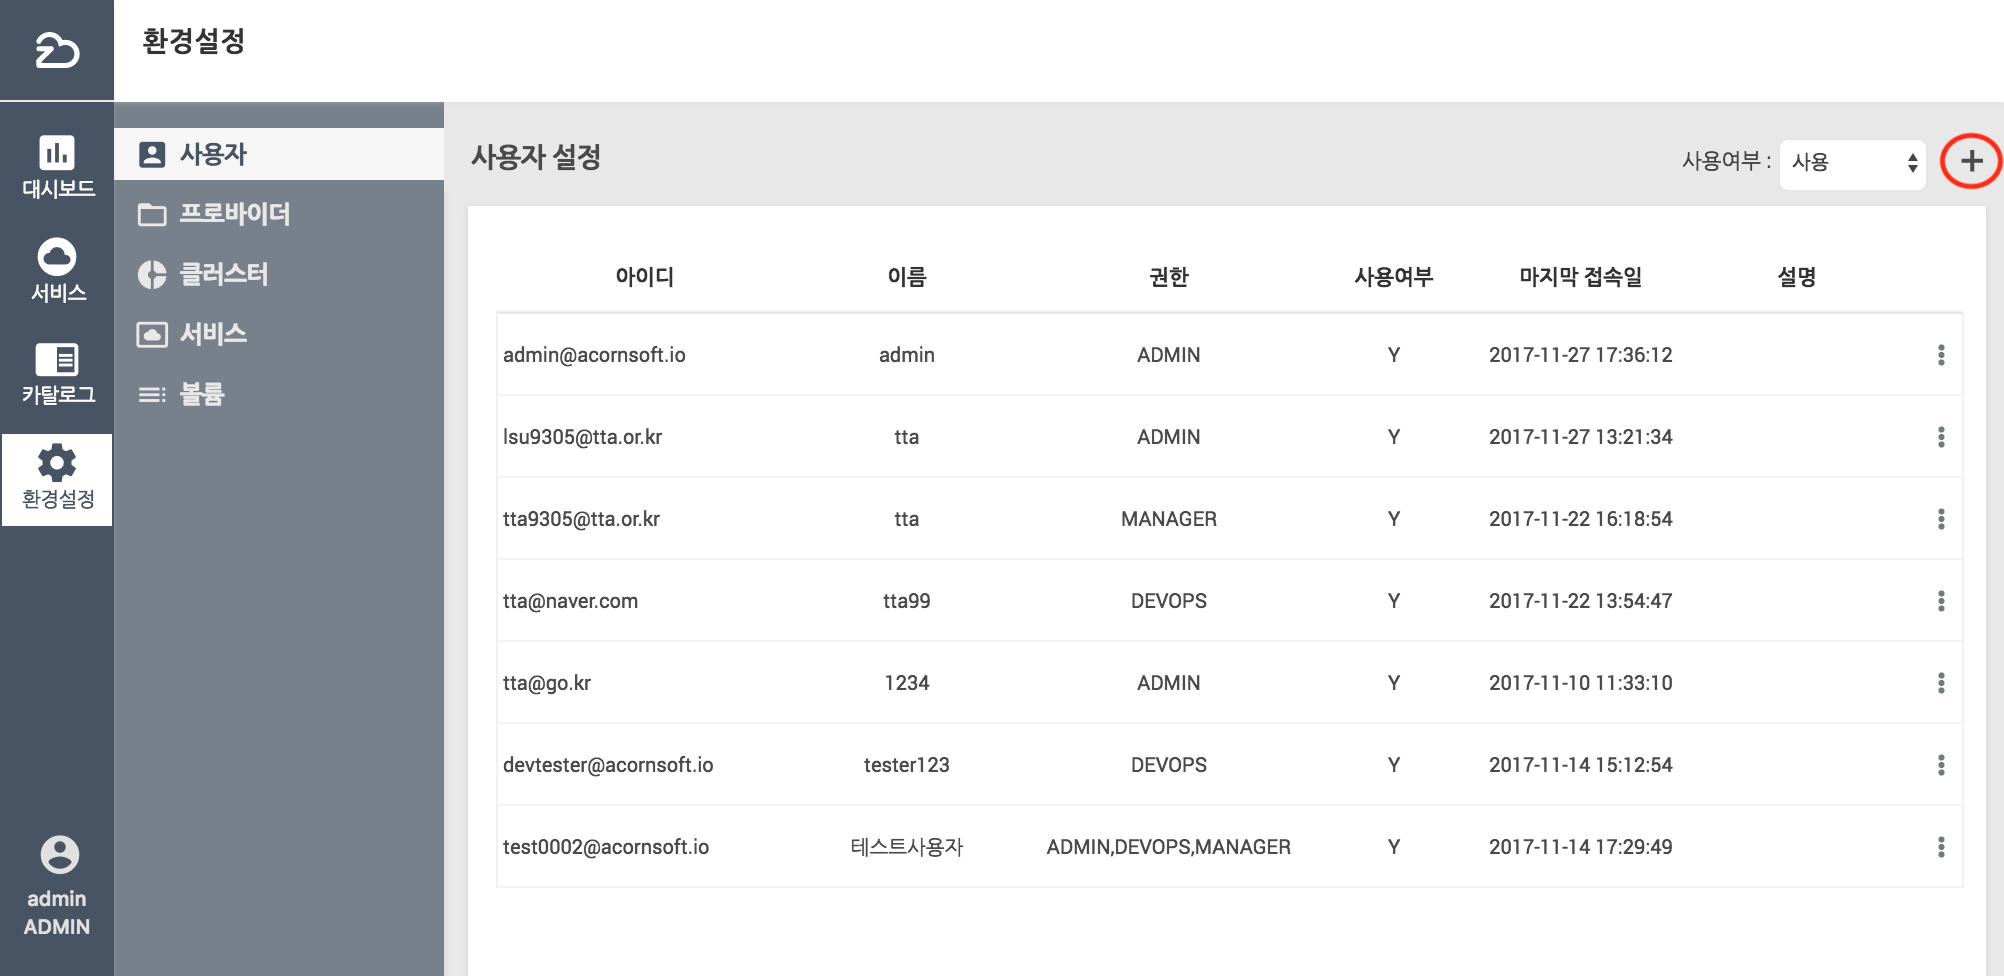 환경설정
대시보드
서비스
카탈로그
환경설정
admin
ADMIN
사용자
프로바이더
클러스터
서비스
볼륨
사용자 설정
사용여부 : 사용
아이디 이름 권한 사용여부 마지막 접속일 설명
admin@acornsoft.io admin ADMIN Y 2017-11-27 17:36:12
lsu9305@tta.or.kr tta ADMIN Y 2017-11-27 13:21:34
tta9305@tta.or.kr tta MANAGER Y 2017-11-22 16:18:54
tta@naver.com tta99 DEVOPS Y 2017-11-22 13:54:47
tta@go.kr 1234 ADMIN Y 2017-11-10 11:33:10
devtester@acornsoft.io tester123 DEVOPS Y 2017-11-14 15:12:54
test0002@acornsoft.io 테스트사용자 ADMIN,DEVOPS,MANAGER Y 2017-11-14 17:29:49